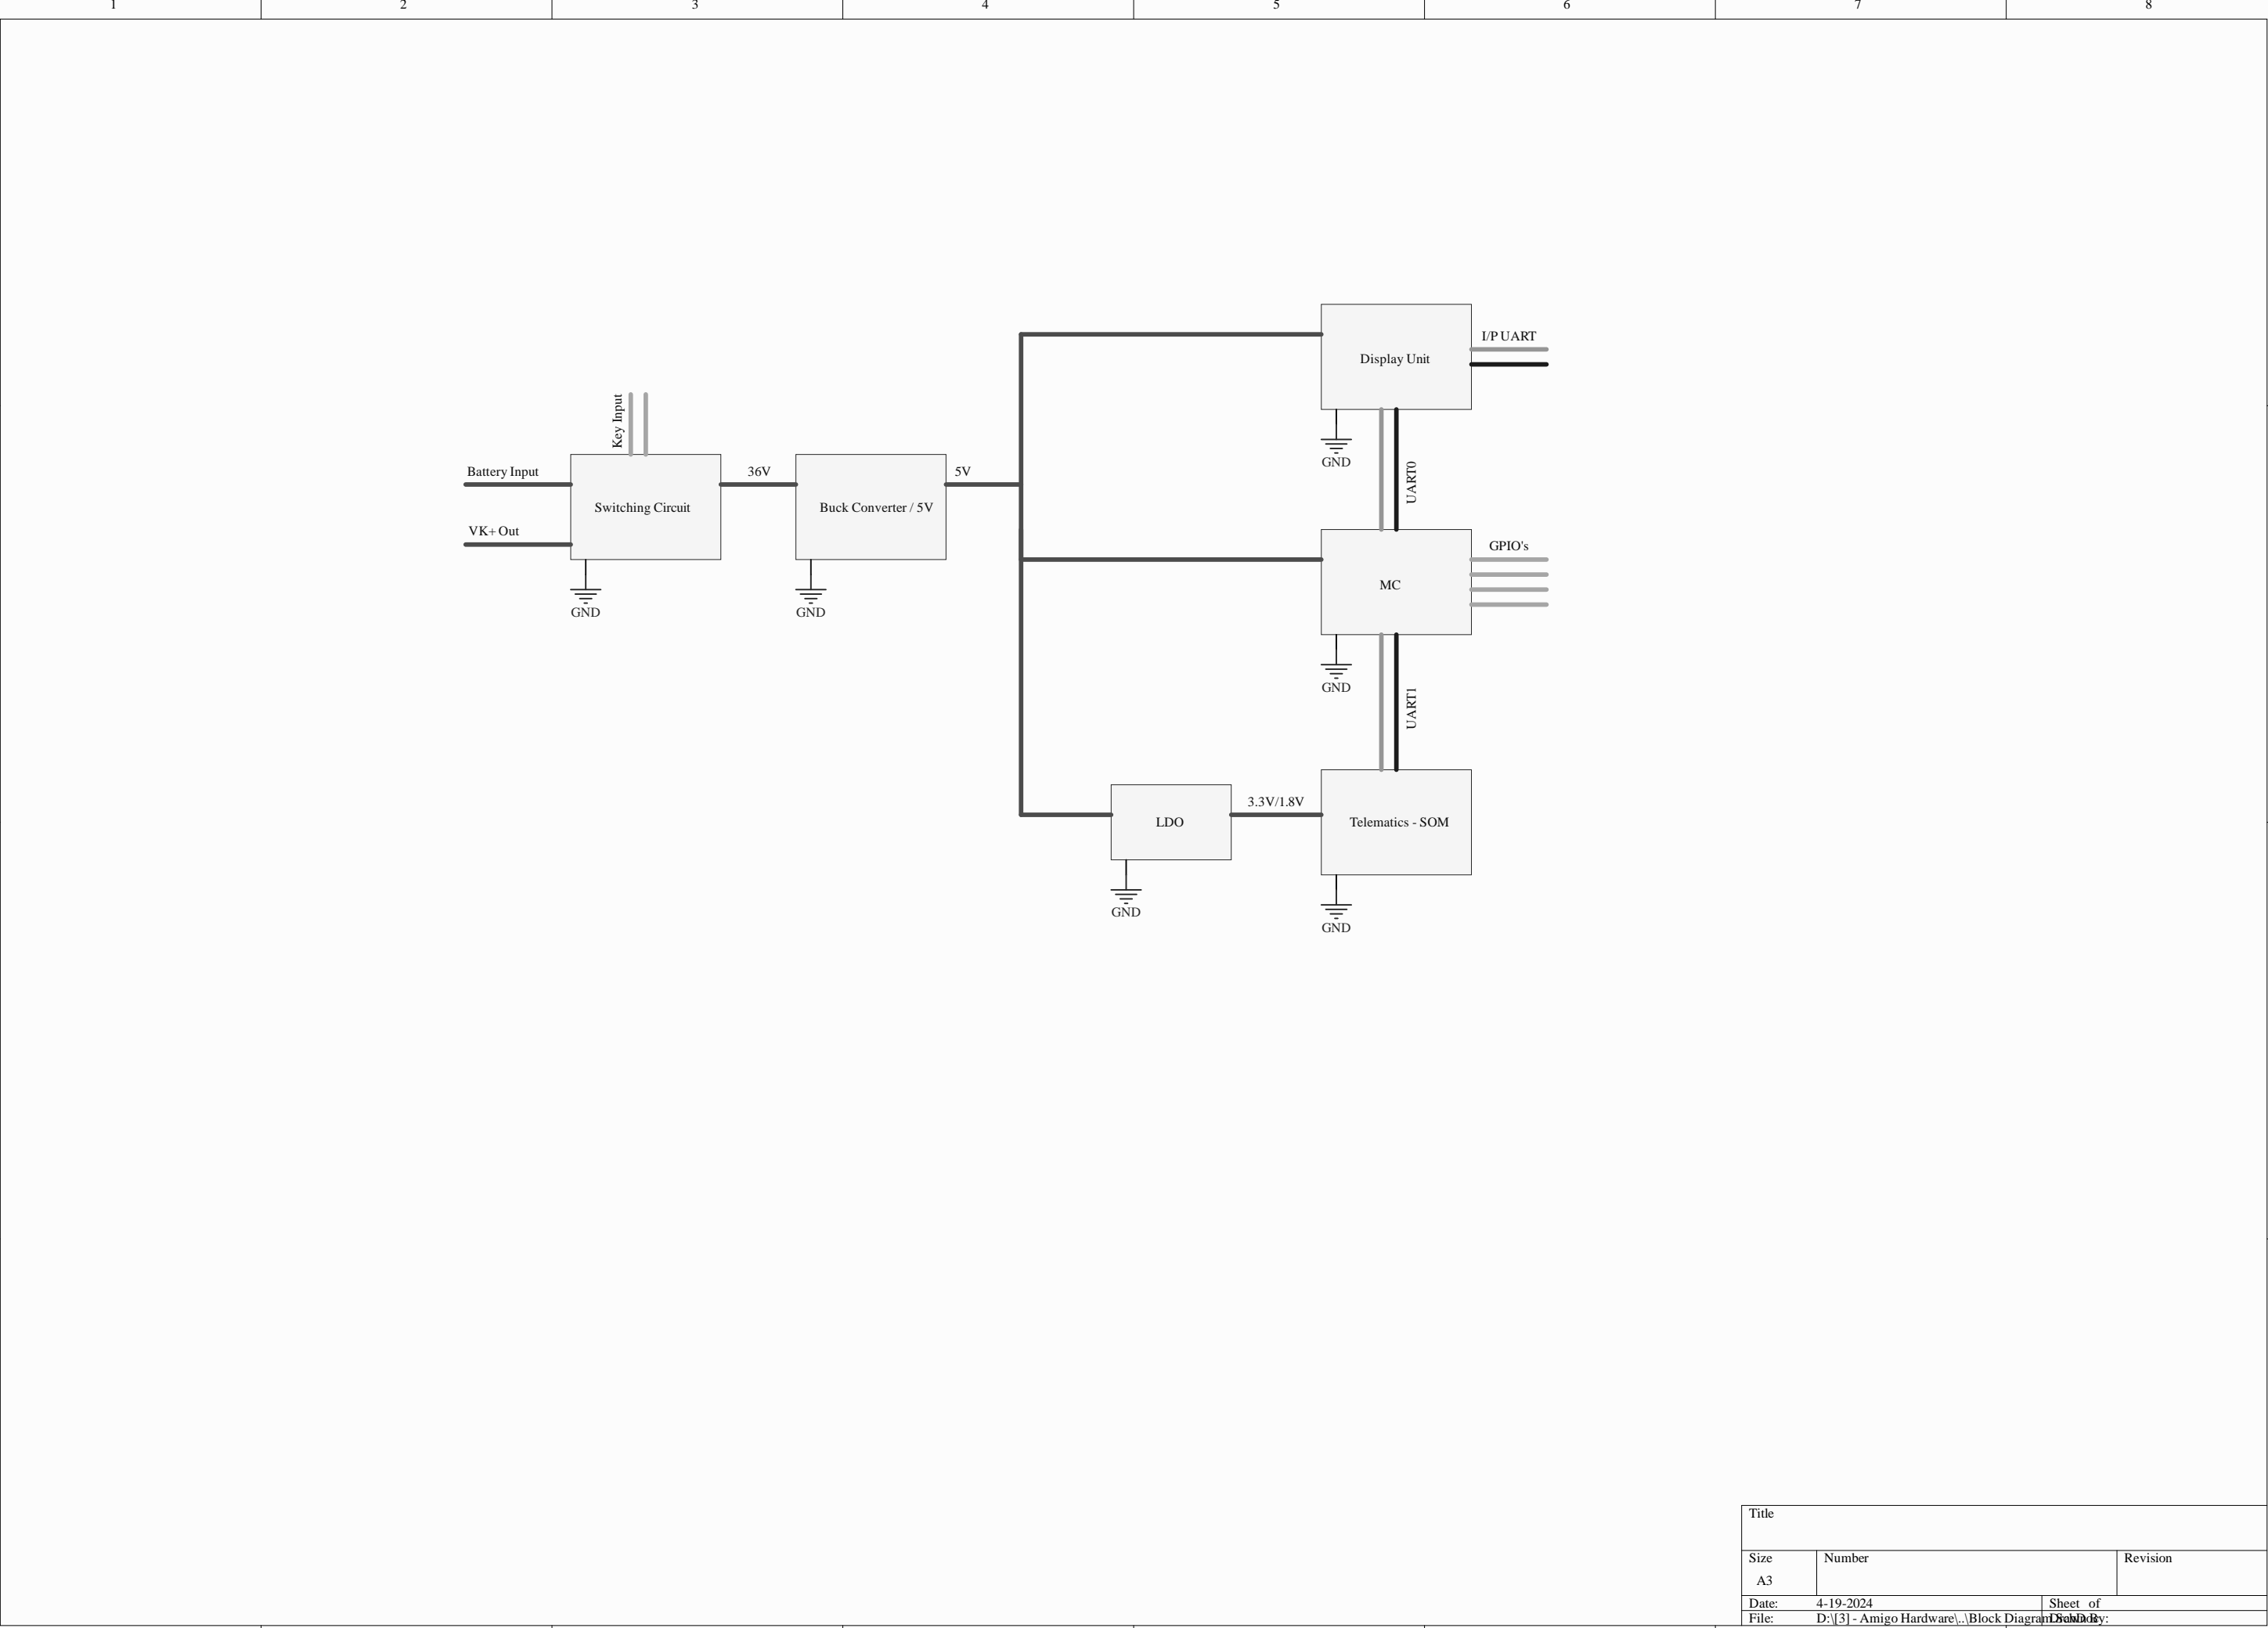 1 2 3 4 5 6 7 8
I/P UART
Display Unit
Key Input
GND
Battery Input
36V
5V
UART0
Switching Circuit
Buck Converter / 5V
VK+ Out
GPIO's
MC
GND
GND
GND
UART1
3.3V/1.8V
LDO
Telematics - SOM
GND
GND
Title
Size
Number
Revision
A3
Date:
4-19-2024
Sheet of
File:
D:\[3] - Amigo Hardware\..\Block Diagram
By: